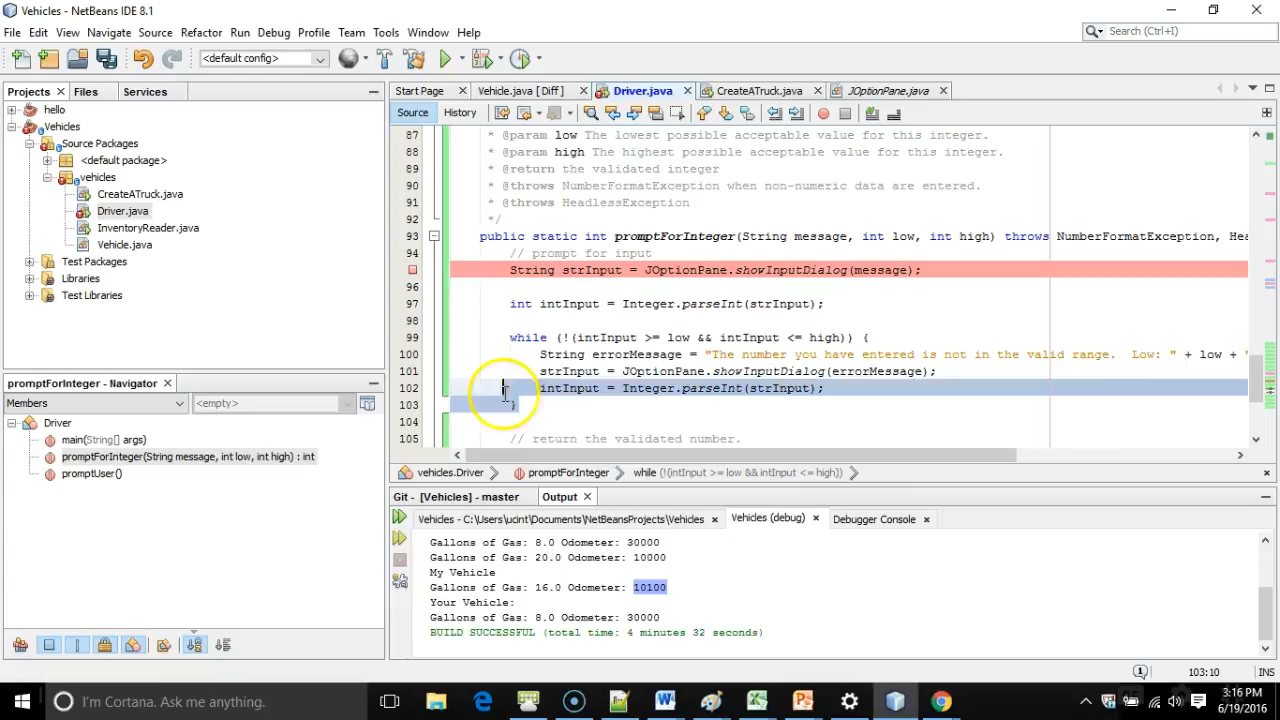 Vehicles - NetBeans IDE 8.1
File Edit View Navigate Source Refactor Run Debug Profile Team Tools Window Help
Search (Ctrl+I)
<default config>
Projects Files Services
Start Page Vehide.java [ Diff ] Driver.java CreateATruck.java JOptionPane.java
Source History
hello
Vehicles
Source Packages
<default package>
vehicles
CreateATruck.java
Driver.java
InventoryReader.java
Vehicle.java
Test Packages
Libraries
Test Libraries
87 * @param low The lowest possible acceptable value for this integer.
88 * @param high The highest possible acceptable value for this integer.
89 * @return the validated integer
90 * @throws NumberFormatException when non-numeric data are entered.
91 * @throws HeadlessException
92 */
93 public static int promptForInteger(String message, int low, int high) throws NumberFormatException, Hea
94 // prompt for input
String strInput = JOptionPane.showInputDialog(message);
96
97 int intInput = Integer.parseInt(strInput);
98
99 while (!(intInput >= low && intInput <= high)) {
100 String errorMessage = "The number you have entered is not in the valid range.  Low: " + low + "
101 strInput = JOptionPane.showInputDialog(errorMessage);
102 intInput = Integer.parseInt(strInput);
103 }
104
105 // return the validated number.
promptForInteger - Navigator
Members <empty>
Driver
main(String[] args)
promptForInteger(String message, int low, int high) : int
promptUser()
vehicles.Driver promptForInteger while (!(intInput >= low && intInput <= high))
Git - [Vehicles] - master Output
Vehicles - C:\Users\ucint\Documents\NetBeansProjects\Vehicles Vehicles (debug) Debugger Console
Gallons of Gas: 8.0 Odometer: 30000
Gallons of Gas: 20.0 Odometer: 10000
My Vehicle
Gallons of Gas: 16.0 Odometer: 10100
Your Vehicle:
Gallons of Gas: 8.0 Odometer: 30000
BUILD SUCCESSFUL (total time: 4 minutes 32 seconds)
1 103:10 INS
I'm Cortana. Ask me anything.
3:16 PM
6/19/2016